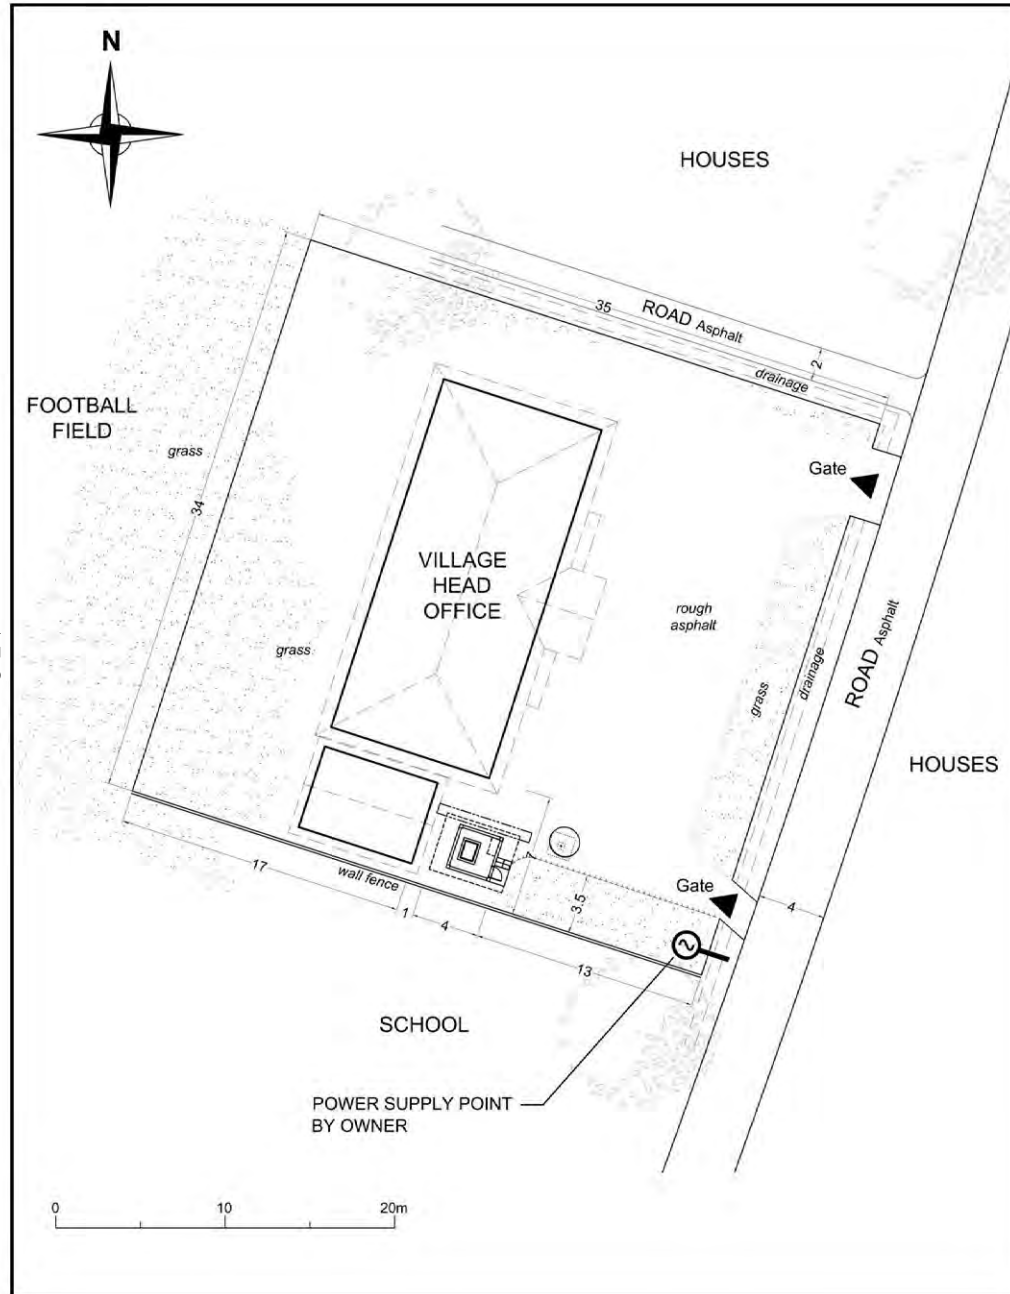 N
HOUSES
35
ROAD Asphalt
2
drainage
FOOTBALL
FIELD
grass
Gate
34
VILLAGE
HEAD
OFFICE
rough
asphalt
ROAD Asphalt
grass
drainage
grass
HOUSES
17
wall fence
1
4
3.5
Gate
4
13
SCHOOL
POWER SUPPLY POINT
BY OWNER
0 10 20m